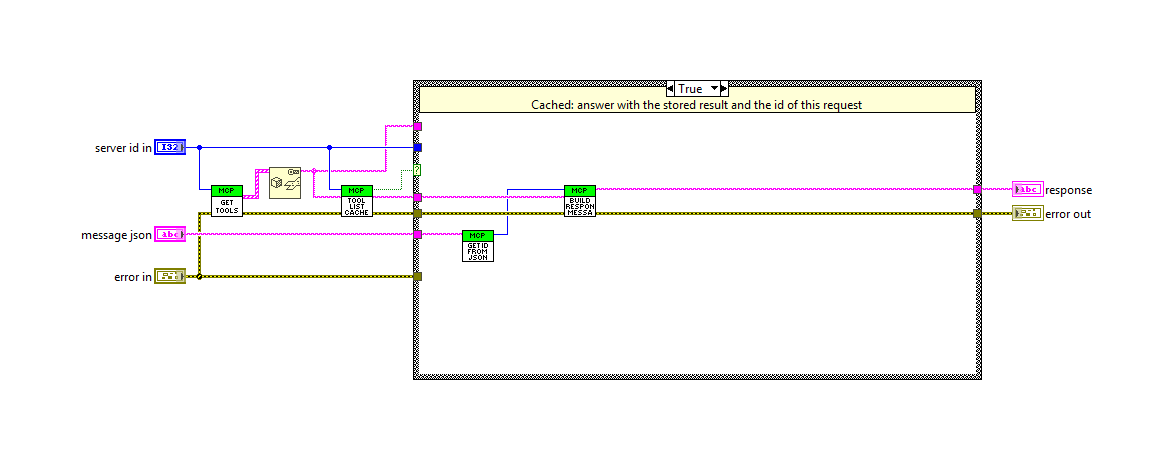 True
Cached: answer with the stored result and the id of this request
server id in
I32
?
MCP
GET
TOOLS
MCP
TOOL
LIST
CACHE
MCP
BUILD
RESPON
MESSA
abc
response
error out
message json
abc
MCP
GET ID
FROM
JSON
error in